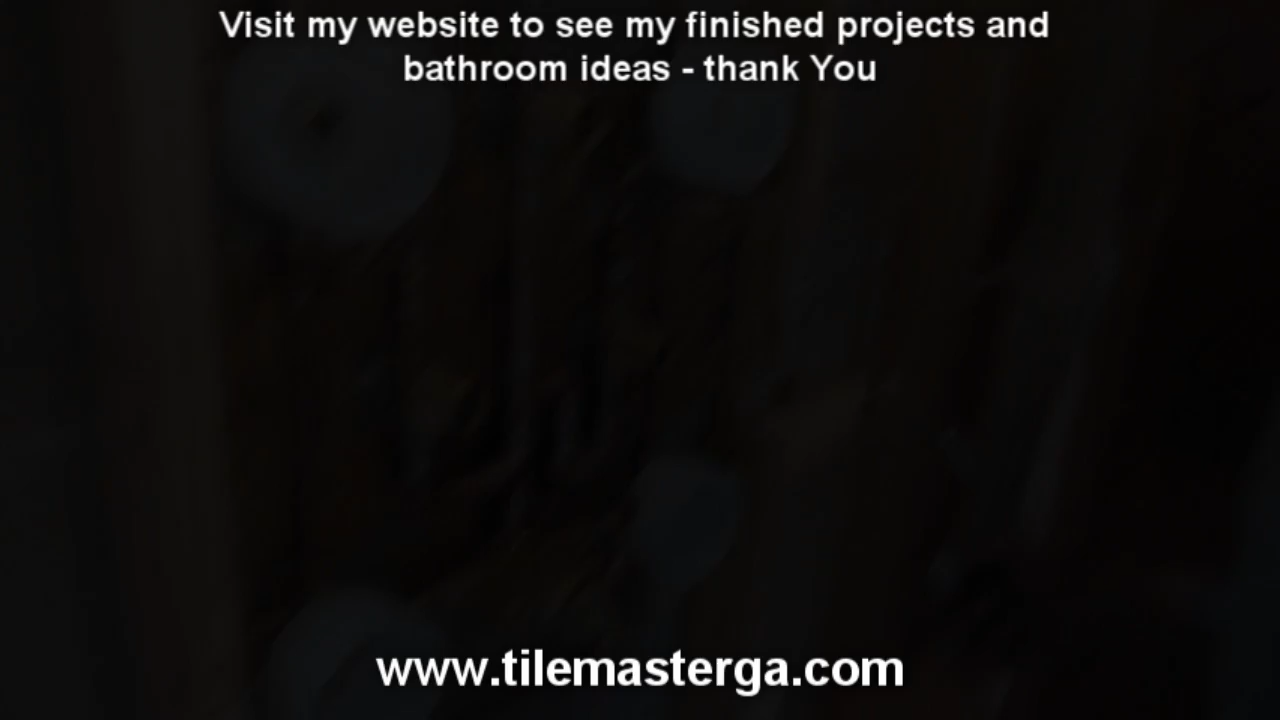 Visit my website to see my finished projects and
bathroom ideas - thank You
www.tilemasterga.com